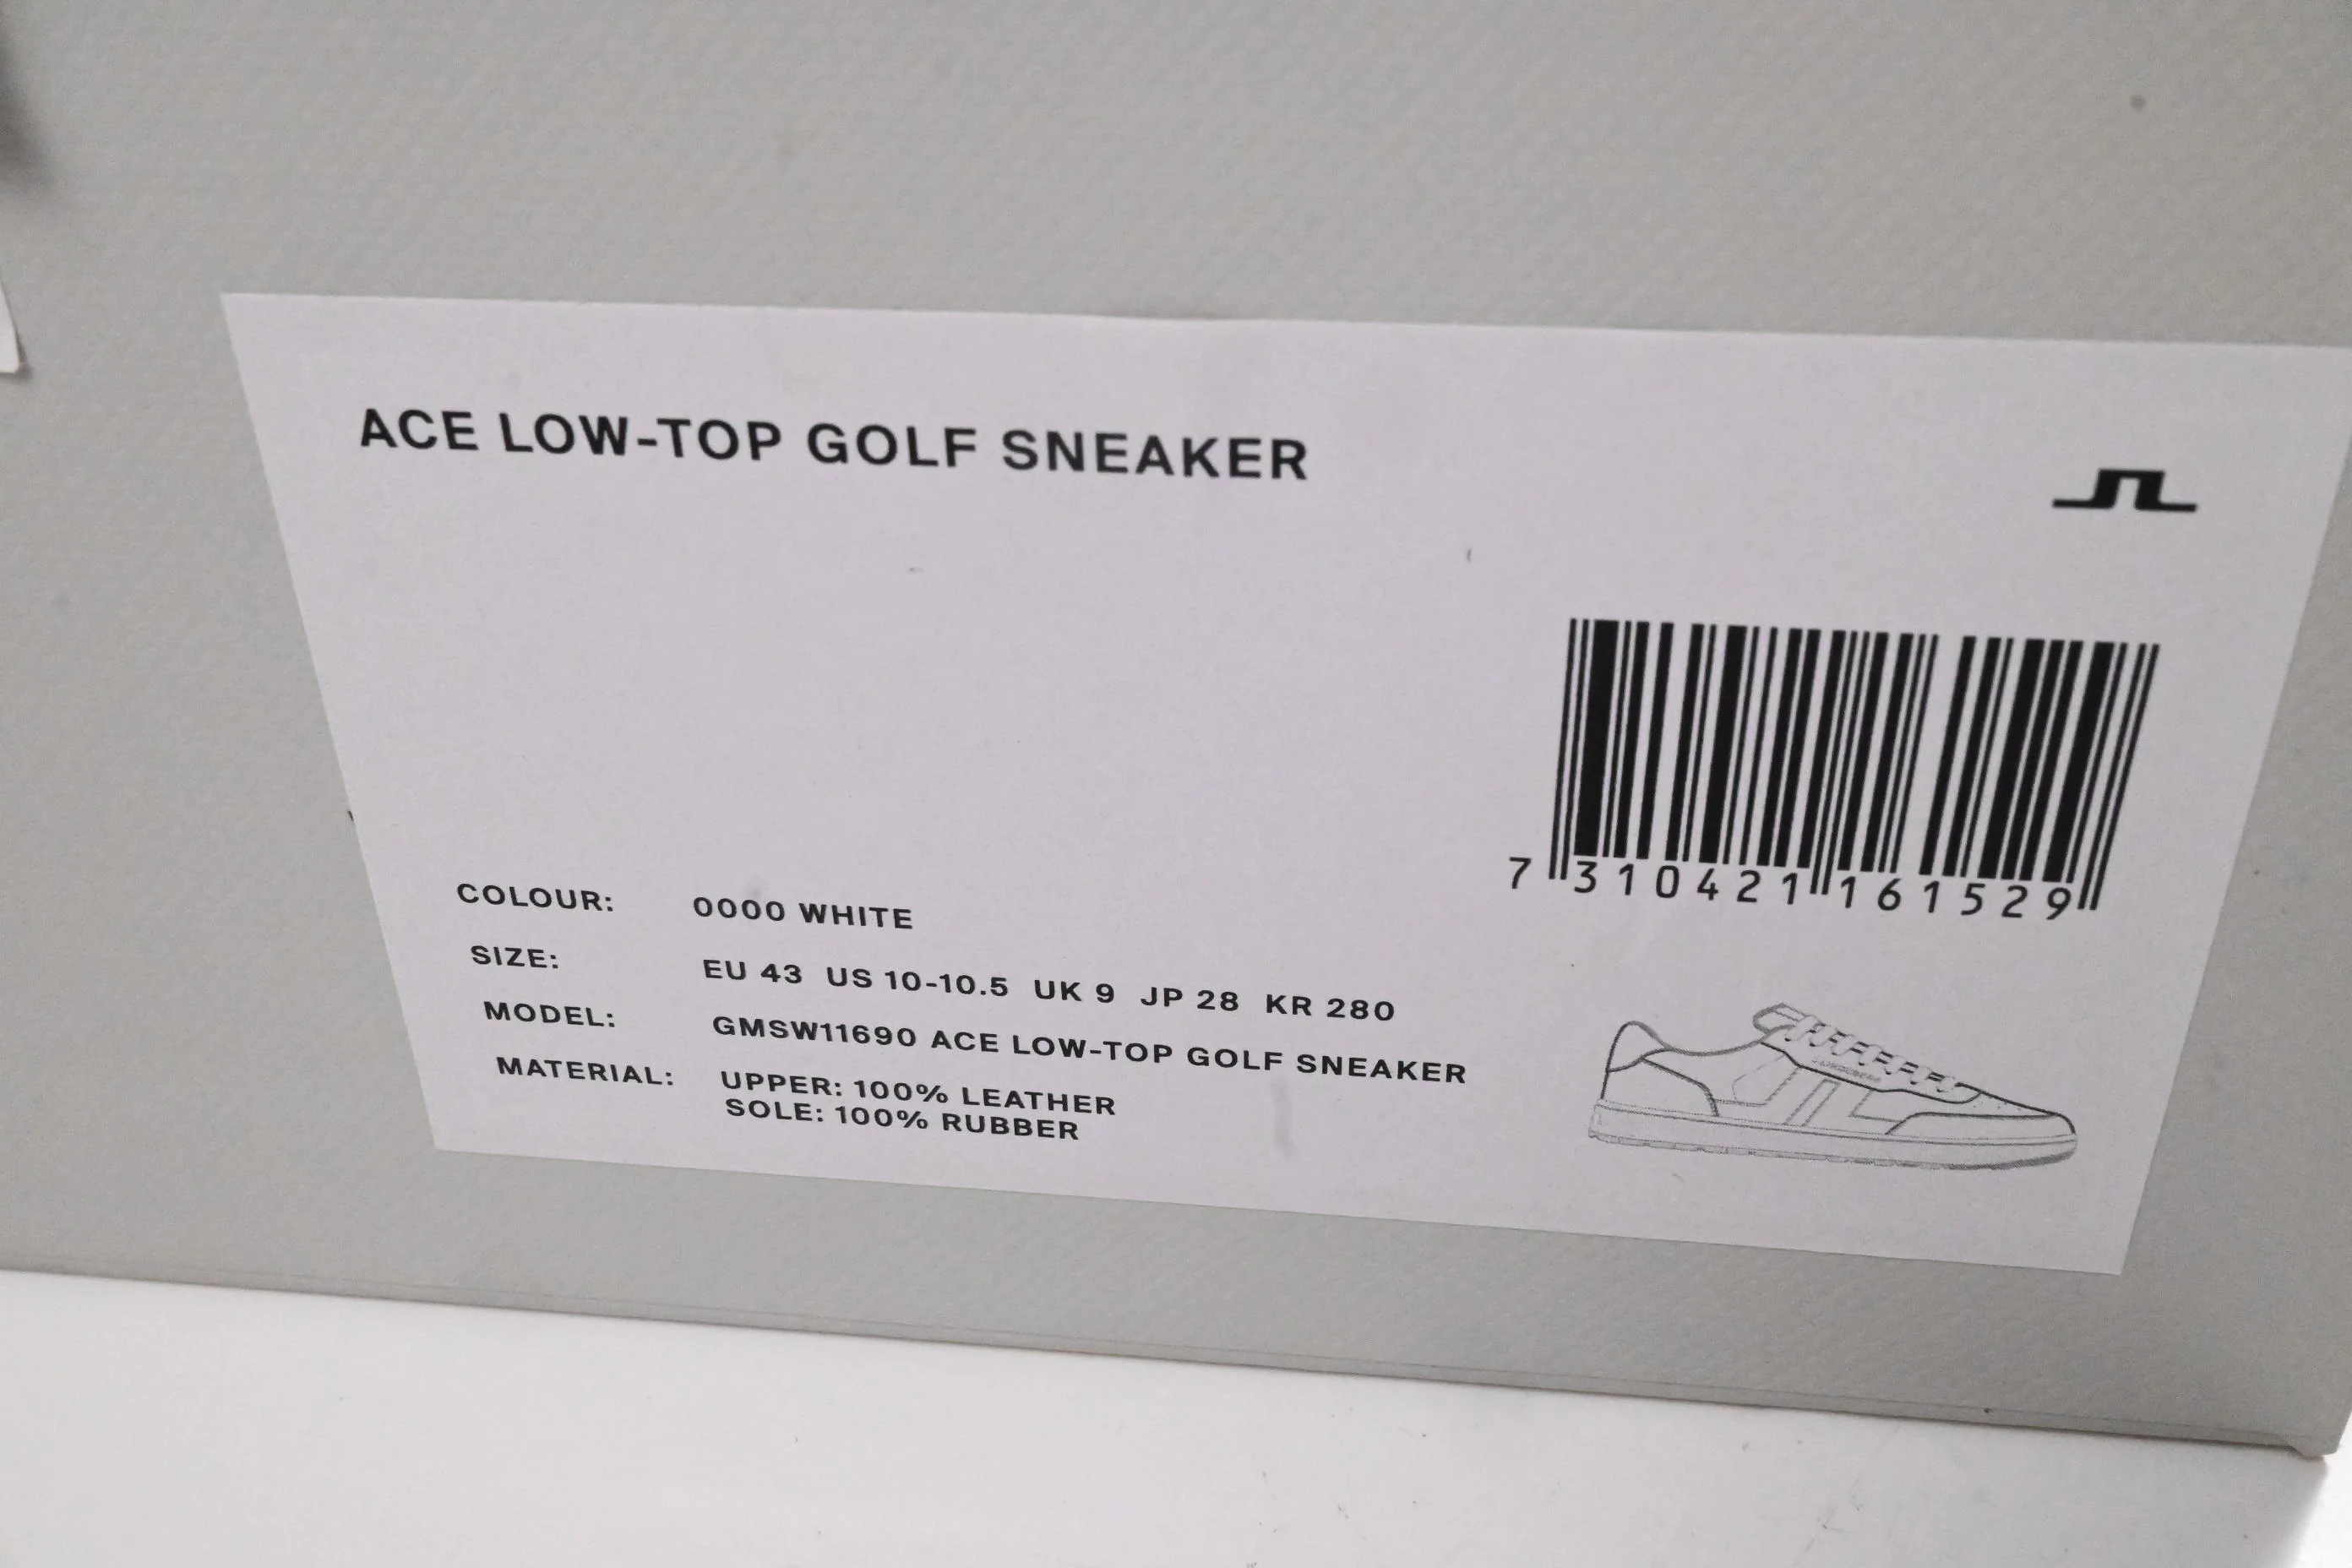 ACE LOW-TOP GOLF SNEAKER
7 310421 161529
COLOUR: 0000 WHITE
SIZE: EU 43 US 10-10.5 UK 9 JP 28 KR 280
MODEL: GMSW11690 ACE LOW-TOP GOLF SNEAKER
MATERIAL: UPPER: 100% LEATHER
SOLE: 100% RUBBER